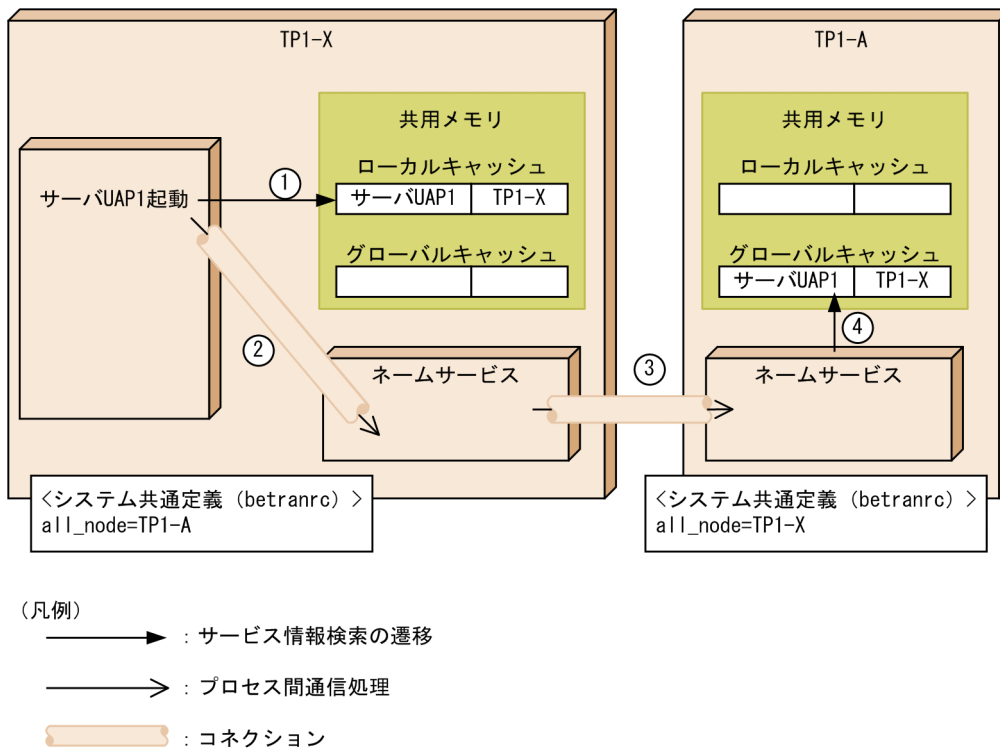 TP1-X
TP1-A
共用メモリ
ローカルキャッシュ
サーバUAP1 TP1-X
グローバルキャッシュ
サーバUAP1起動
①
②
ネームサービス
③
共用メモリ
ローカルキャッシュ
グローバルキャッシュ
サーバUAP1 TP1-X
④
ネームサービス
<システム共通定義（betranrc）>
all_node=TP1-A
<システム共通定義（betranrc）>
all_node=TP1-X
（凡例）
：サービス情報検索の遷移
：プロセス間通信処理
：コネクション